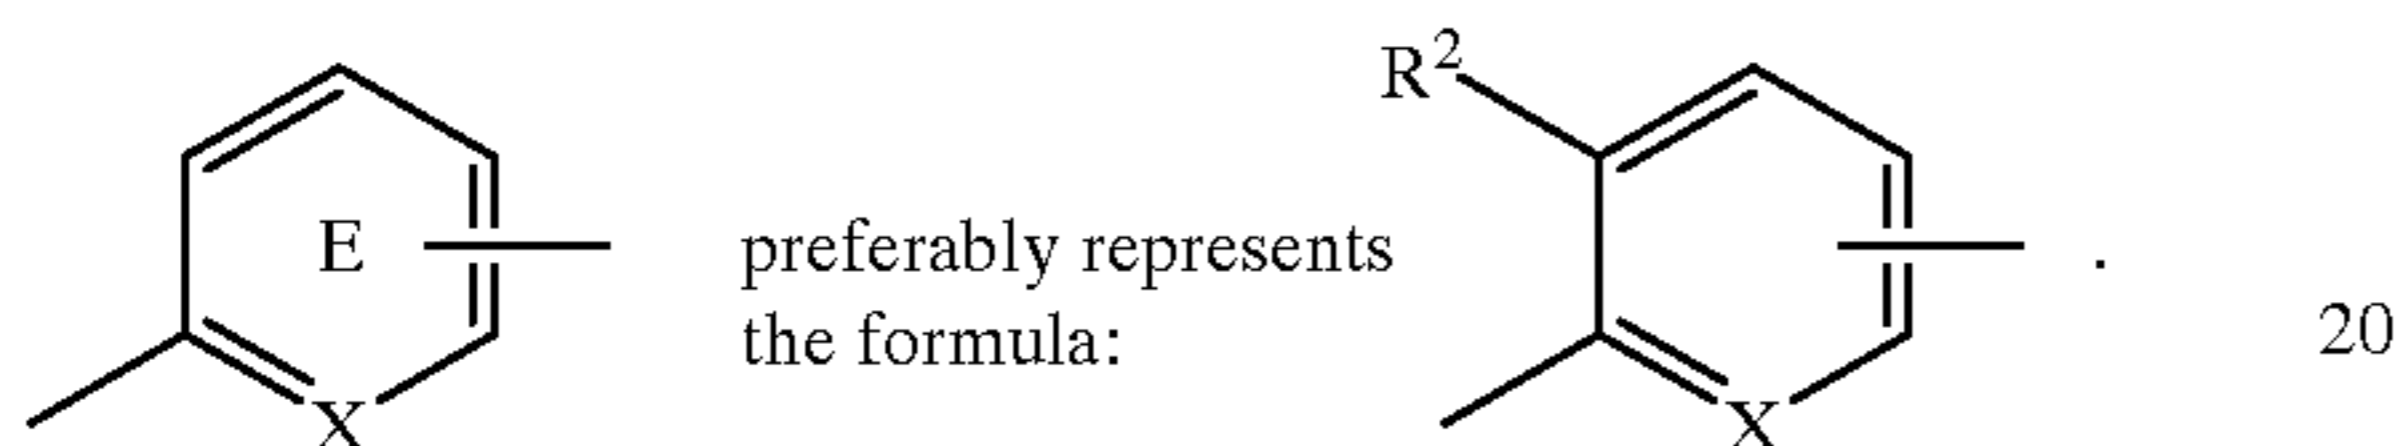 R²
E
preferably represents
the formula:
.
20
X
X